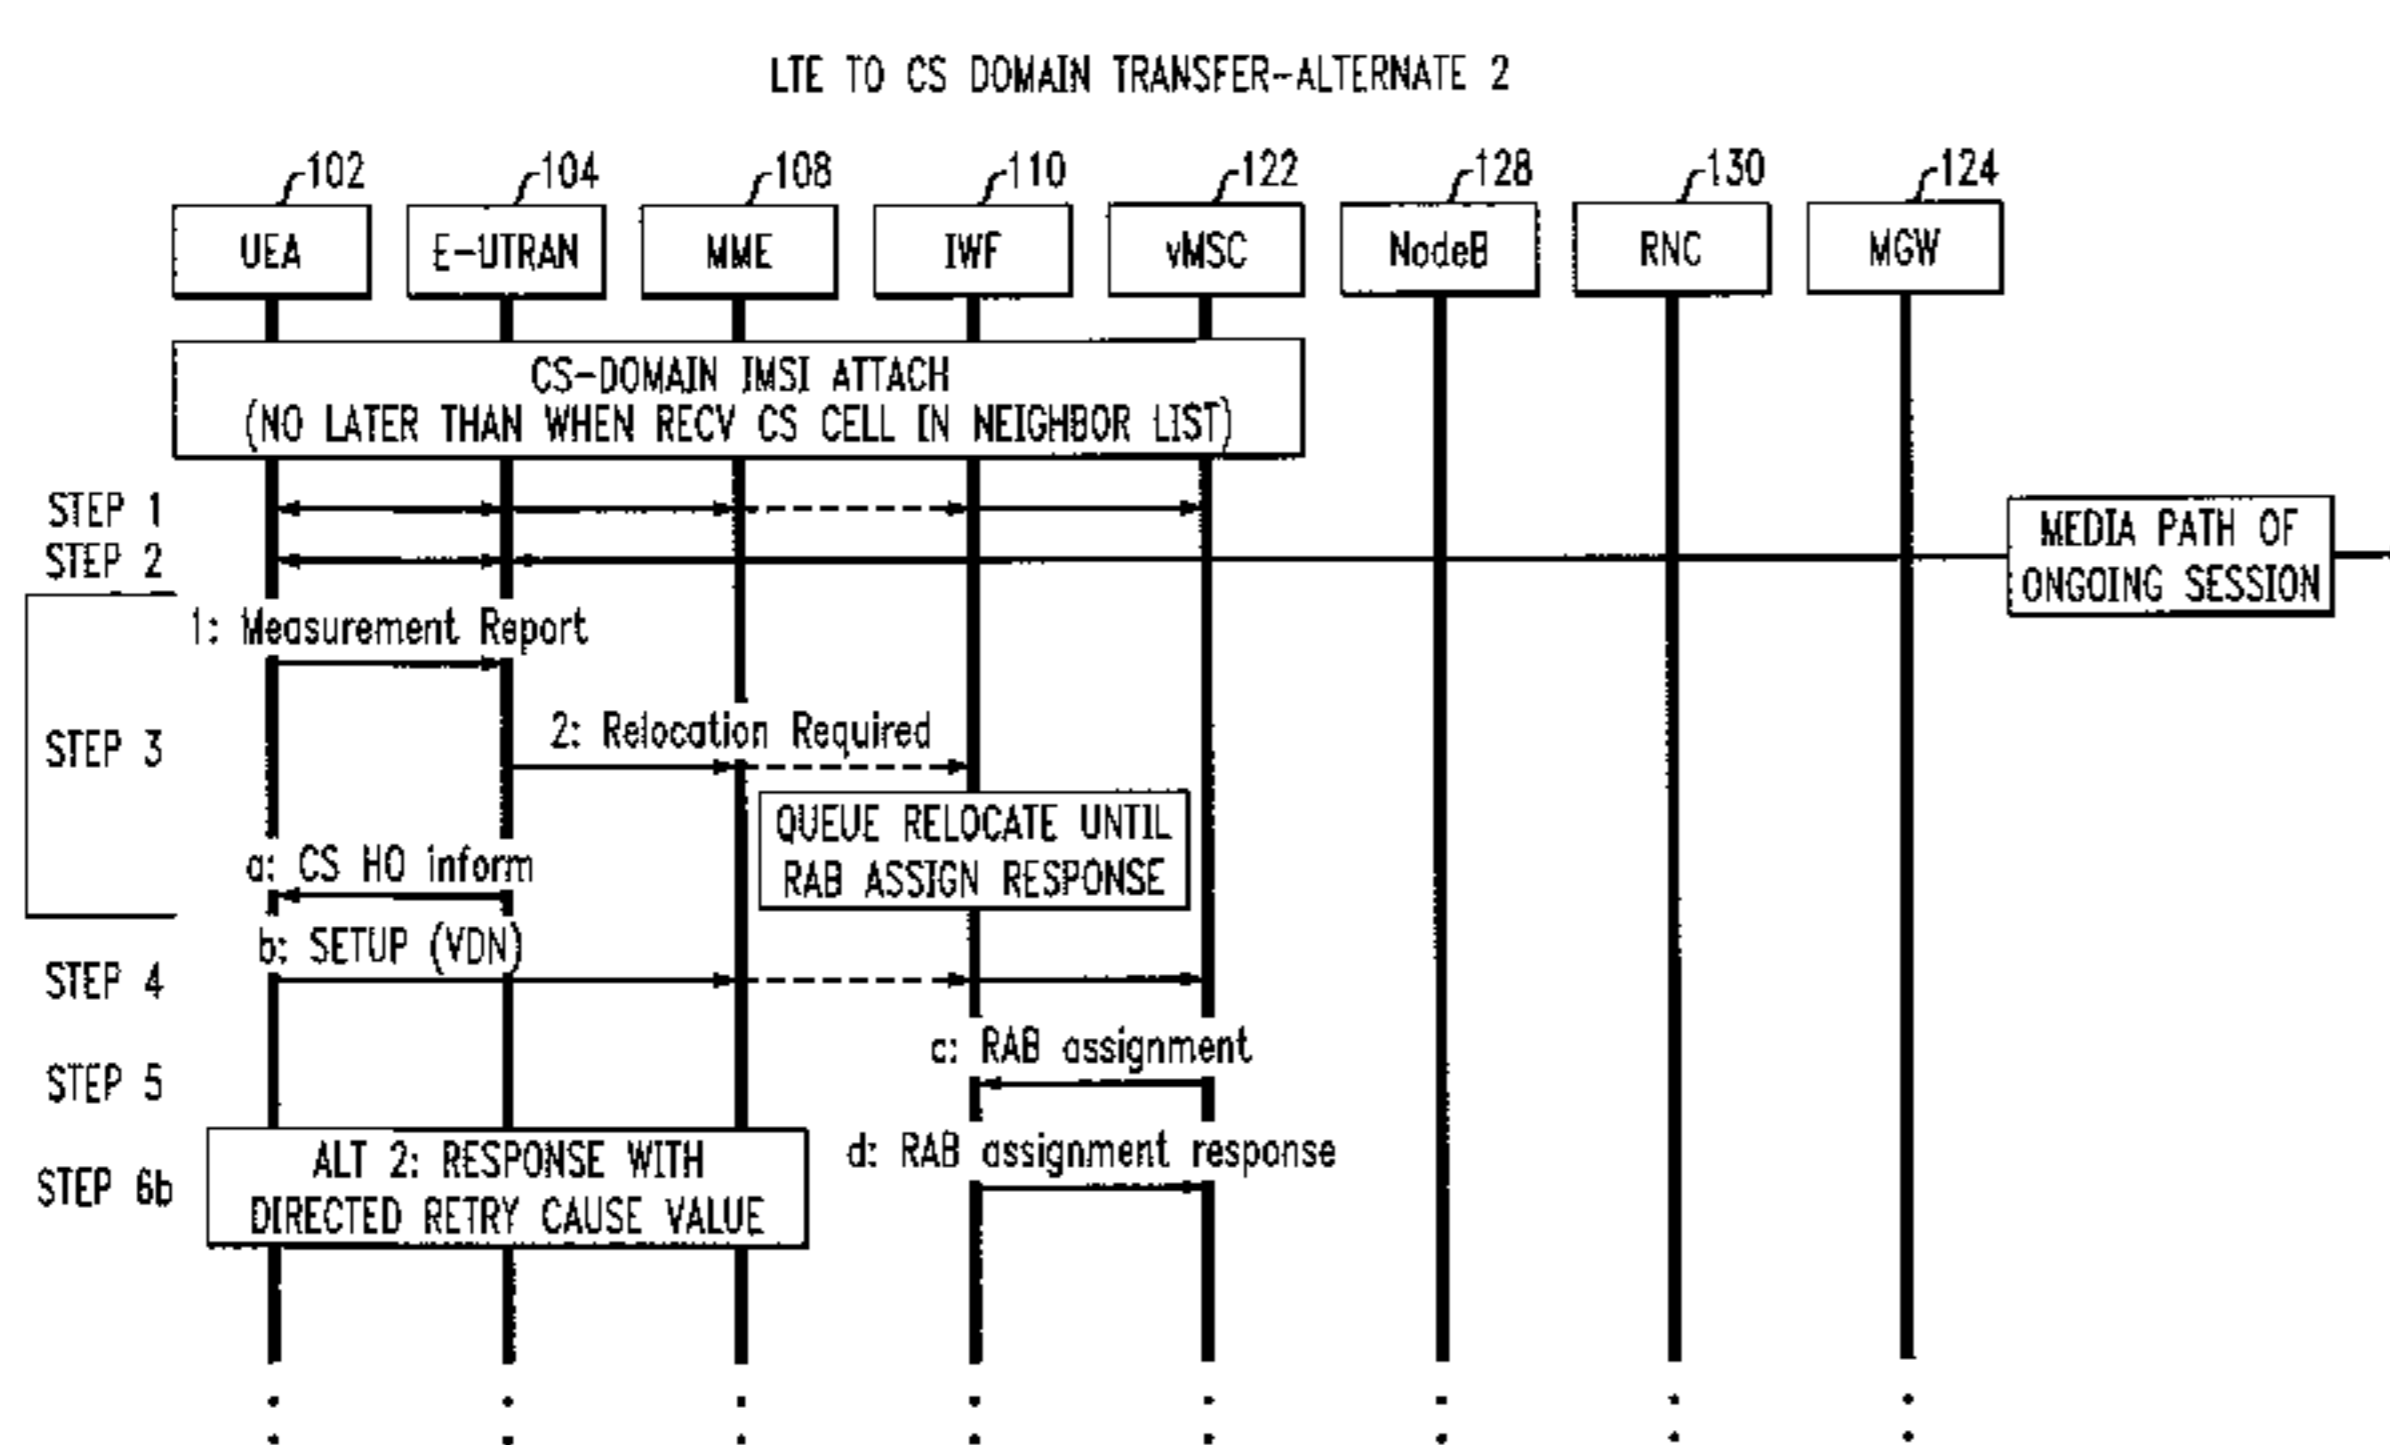 LTE TO CS DOMAIN TRANSFER-ALTERNATE 2
102 104 108 110 122 128 130 124
UEA E-UTRAN MME IWF vMSC NodeB RNC MGW
CS-DOMAIN IMSI ATTACH
(NO LATER THAN WHEN RECV CS CELL IN NEIGHBOR LIST)
STEP 1
STEP 2
MEDIA PATH OF
ONGOING SESSION
1: Measurement Report
STEP 3
2: Relocation Required
QUEUE RELOCATE UNTIL
RAB ASSIGN RESPONSE
a: CS HO inform
b: SETUP (VDN)
STEP 4
c: RAB assignment
STEP 5
d: RAB assignment response
STEP 6b
ALT 2: RESPONSE WITH
DIRECTED RETRY CAUSE VALUE